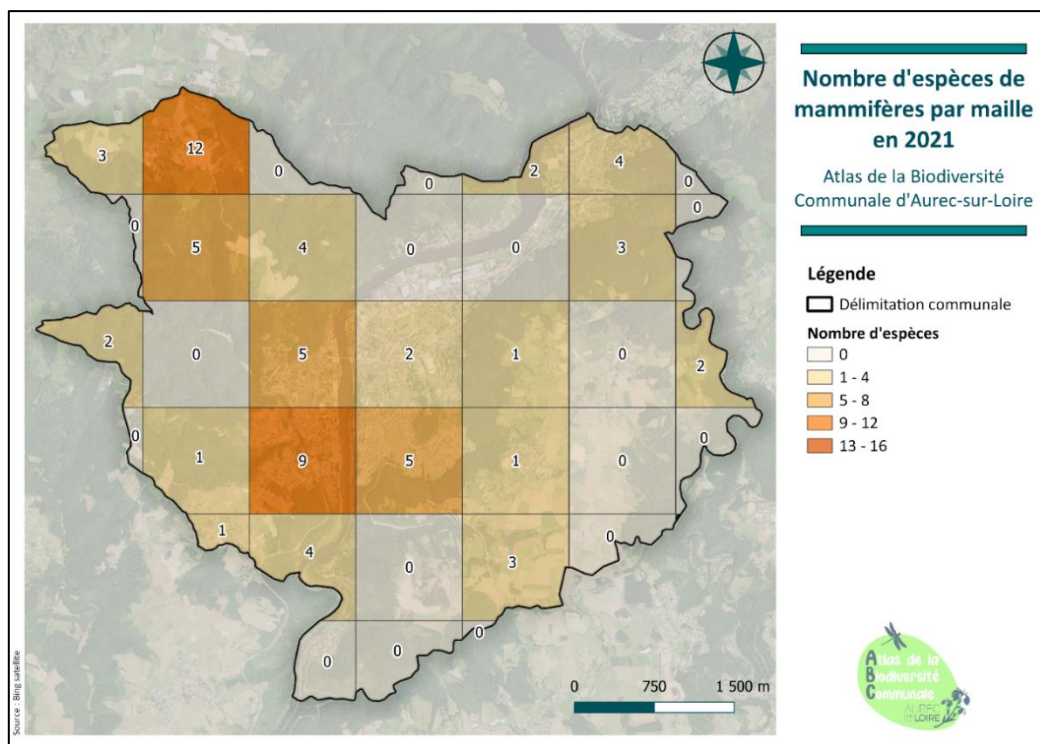 Nombre d'espèces de
mammifères par maille
en 2021
Atlas de la Biodiversité
Communale d'Aurec-sur-Loire
Légende
Délimitation communale
Nombre d'espèces
0
1 - 4
5 - 8
9 - 12
13 - 16
3
12
0
0
2
4
0
0
0
5
4
0
0
3
2
0
5
2
1
0
2
0
1
9
5
1
0
0
1
4
0
3
0
0
0
0
0 750 1 500 m
Source : Bing satellite
Atlas de la
Biodiversité
Communale
AUREC
LOIRE